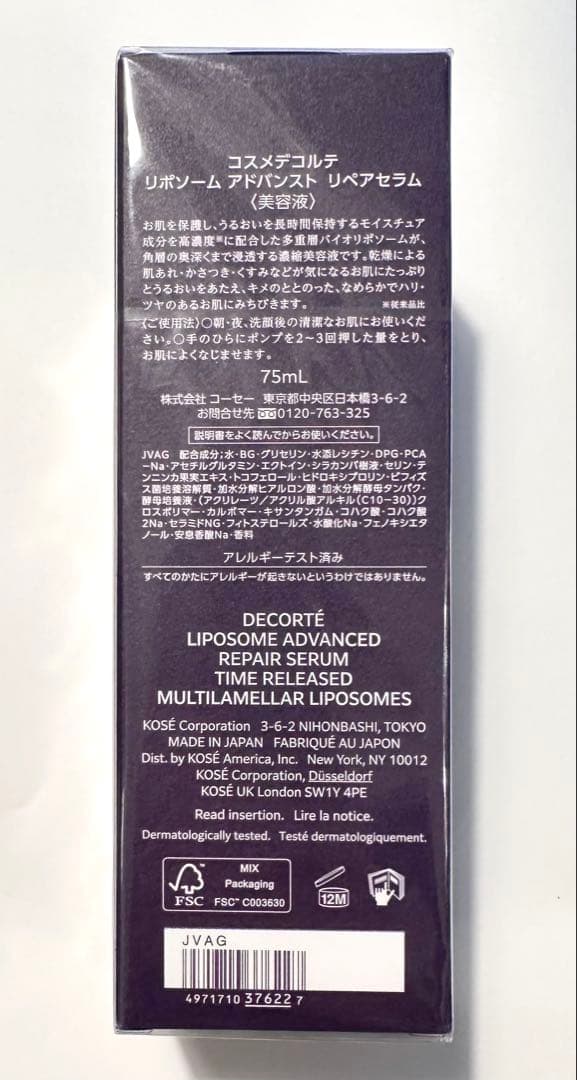 コスメデコルテ
リポソーム アドバンスト リペアセラム
〈美容液〉
お肌を保護し、うるおいを長時間保持するモイスチュア
成分を高濃度※に配合した多重層バイオリポソームが、
角層の奥深くまで浸透する濃縮美容液です。乾燥による
肌あれ・かさつき・くすみなどが気になるお肌にたっぷり
とうるおいをあたえ、キメのととのった、なめらかでハリ・
ツヤのあるお肌にみちびきます。 ※従来品比
〈ご使用法〉○朝・夜、洗顔後の清潔なお肌にお使いくだ
さい。○手のひらにポンプを2〜3回押した量をとり、
お肌によくなじませます。
75mL
株式会社 コーセー 東京都中央区日本橋3-6-2
お問合せ先 0120-763-325
説明書をよく読んでからお使いください。
JVAG 配合成分;水・BG・グリセリン・水添レシチン・DPG・PCA
-Na・アセチルグルタミン・エクトイン・シラカンバ樹液・セリン・テ
ンニンカ果実エキス・トコフェロール・ヒドロキシプロリン・ビフィズ
ス菌培養溶解質・加水分解ヒアルロン酸・加水分解酵母タンパク・
酵母培養液・(アクリレーツ/アクリル酸アルキル(C10-30))ク
ロスポリマー・カルボマー・キサンタンガム・コハク酸・コハク酸
2Na・セラミドNG・フィトステロールズ・水酸化Na・フェノキシエタ
ノール・安息香酸Na・香料
アレルギーテスト済み
すべてのかたにアレルギーが起きないというわけではありません。
DECORTÉ
LIPOSOME ADVANCED
REPAIR SERUM
TIME RELEASED
MULTILAMELLAR LIPOSOMES
KOSÉ Corporation 3-6-2 NIHONBASHI, TOKYO
MADE IN JAPAN FABRIQUÉ AU JAPON
Dist. by KOSÉ America, Inc. New York, NY 10012
KOSÉ Corporation, Düsseldorf
KOSÉ UK London SW1Y 4PE
Read insertion. Lire la notice.
Dermatologically tested. Testé dermatologiquement.
FSC™
MIX
Packaging
FSC™ C003630
12M
JVAG
4971710 37622 7